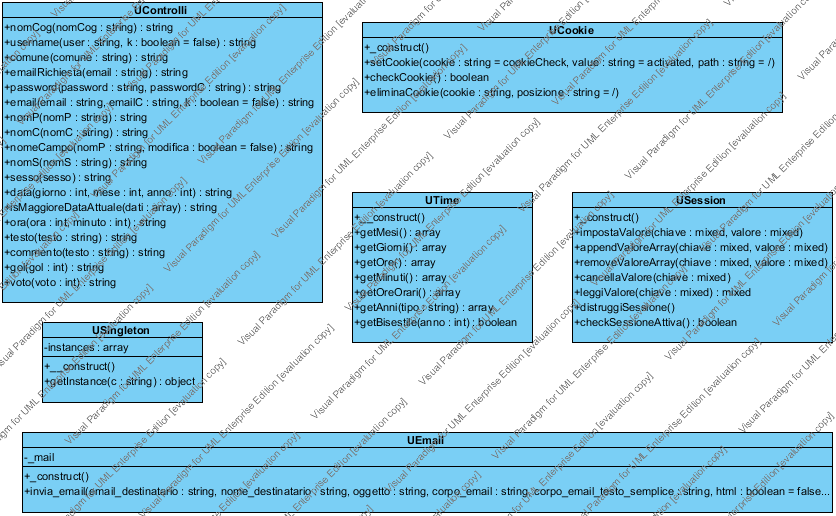 UControlli
+nomCog(nomCog : string) : string
+username(user : string, k : boolean = false) : string
+comune(comune : string) : string
+emailRichiesta(email : string) : string
+password(password : string, passwordC : string) : string
+email(email : string, emailC : string, k : boolean = false) : string
+nomP(nomP : string) : string
+nomC(nomC : string) : string
+nomeCampo(nomP : string, modifica : boolean = false) : string
+nomS(nomS : string) : string
+sesso(sesso) : string
+data(giorno : int, mese : int, anno : int) : string
+isMaggioreDataAttuale(dati : array) : string
+ora(ora : int, minuto : int) : string
+testo(testo : string) : string
+commento(testo : string) : string
+gol(gol : int) : string
+voto(voto : int) : string
UCookie
+_construct()
+setCookie(cookie : string = cookieCheck, value : string = activated, path : string = /)
+checkCookie() : boolean
+eliminaCookie(cookie : string, posizione : string = /)
UTime
+__construct()
+getMesi() : array
+getGiorni() : array
+getOre() : array
+getMinuti() : array
+getOreOrari() : array
+getAnni(tipo : string) : array
+getBisestile(anno : int) : boolean
USession
+__construct()
+impostaValore(chiave : mixed, valore : mixed)
+appendValoreArray(chiave : mixed, valore : mixed)
+removeValoreArray(chiave : mixed, valore : mixed)
+cancellaValore(chiave : mixed)
+leggiValore(chiave : mixed) : mixed
+distruggiSessione()
+checkSessioneAttiva() : boolean
USingleton
-instances : array
+__construct()
+getInstance(c : string) : object
UEmail
-_mail
+_construct()
+invia_email(email_destinatario : string, nome_destinatario : string, oggetto : string, corpo_email : string, corpo_email_testo_semplice : string, html : boolean = false...
Visual Paradigm for UML Enterprise Edition [evaluation copy]